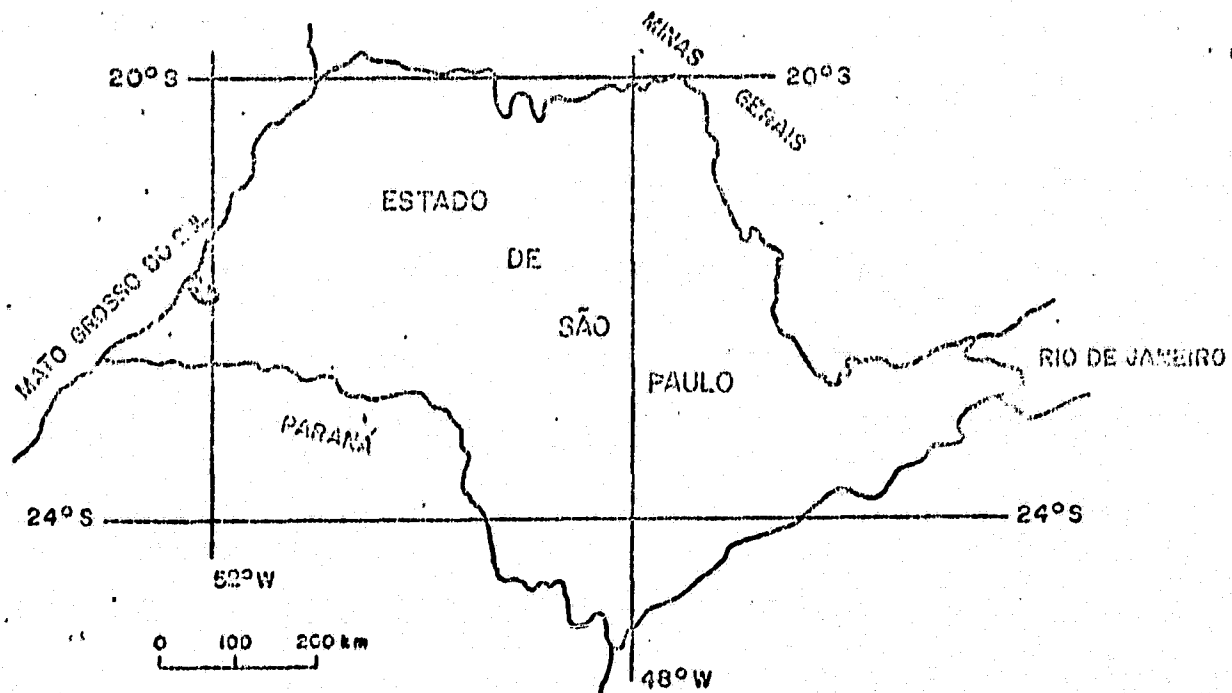 MINAS
20°S
20°S
GERAIS
ESTADO
DE
MATO GROSSO DO SUL
SÃO
RIO DE JANEIRO
PAULO
PARANÁ
24°S
24°S
52°W
0 100 200 km
48°W